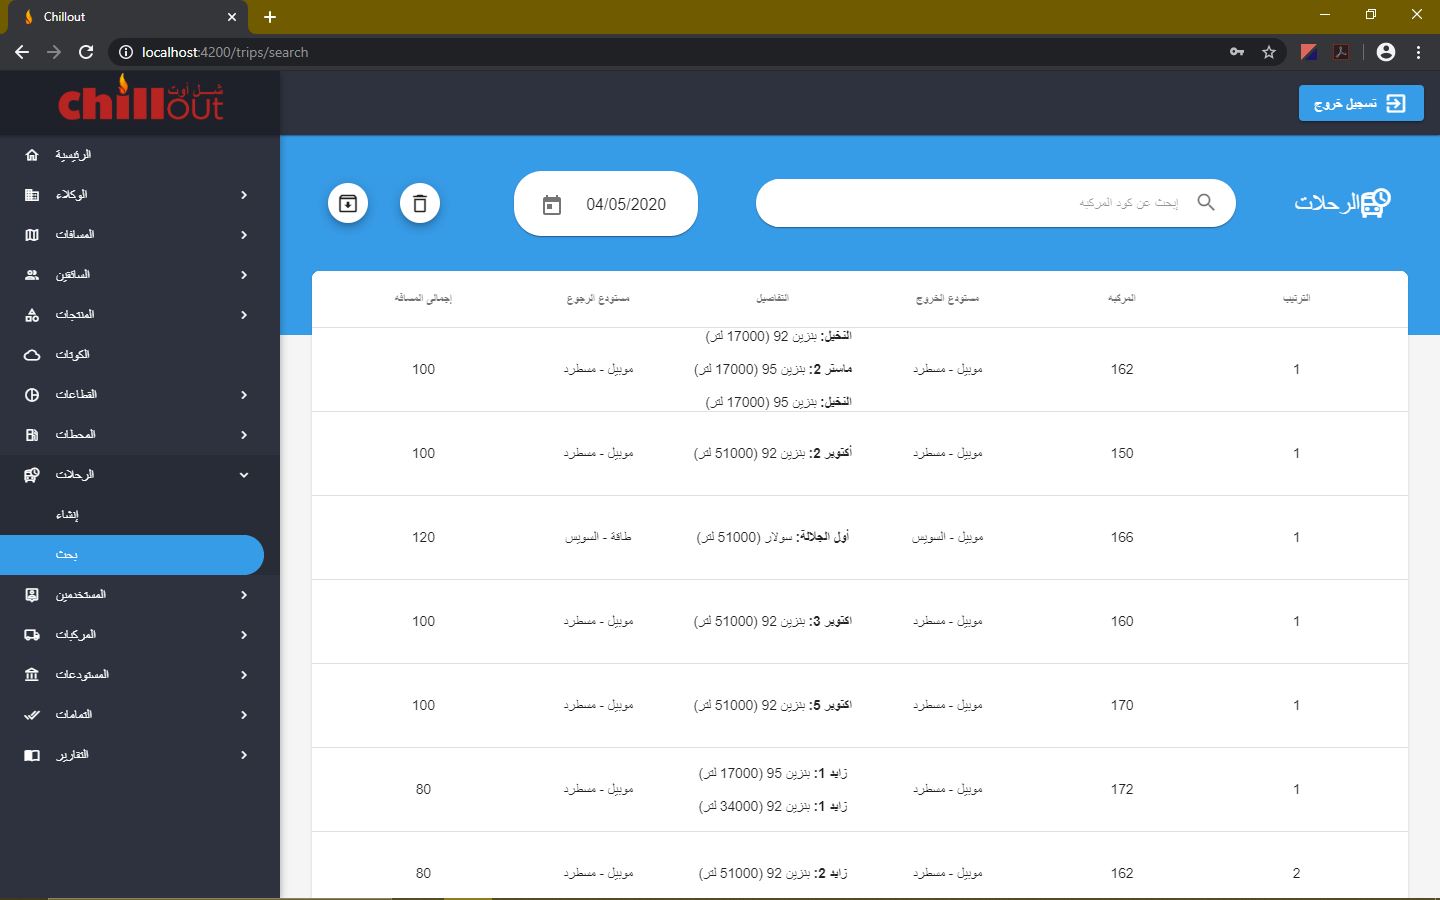 Chillout
localhost:4200/trips/search
chillout شـل أوت
تسجيل خروج
الرئيسية
الوكلاء
المسافات
السائقين
المنتجات
الكوتات
القطاعات
المحطات
الرحلات
إنشاء
بحث
المستخدمين
المركبات
المستودعات
التمامات
التقارير
الرحلات
إبحث عن كود المركبه
04/05/2020
الترتيب المركبه مستودع الخروج التفاصيل مستودع الرجوع إجمالى المسافه
النخيل: بنزين 92 (17000 لتر)
1 162 موبيل - مسطرد ماستر 2: بنزين 95 (17000 لتر) موبيل - مسطرد 100
النخيل: بنزين 95 (17000 لتر)
1 150 موبيل - مسطرد أكتوبر 2: بنزين 92 (51000 لتر) موبيل - مسطرد 100
1 166 موبيل - السويس أول الجلالة: سولار (51000 لتر) طاقة - السويس 120
1 160 موبيل - مسطرد اكتوبر 3: بنزين 92 (51000 لتر) موبيل - مسطرد 100
1 170 موبيل - مسطرد اكتوبر 5: بنزين 92 (51000 لتر) موبيل - مسطرد 100
زايد 1: بنزين 95 (17000 لتر)
1 172 موبيل - مسطرد موبيل - مسطرد 80
زايد 1: بنزين 92 (34000 لتر)
2 162 موبيل - مسطرد زايد 2: بنزين 92 (51000 لتر) موبيل - مسطرد 80